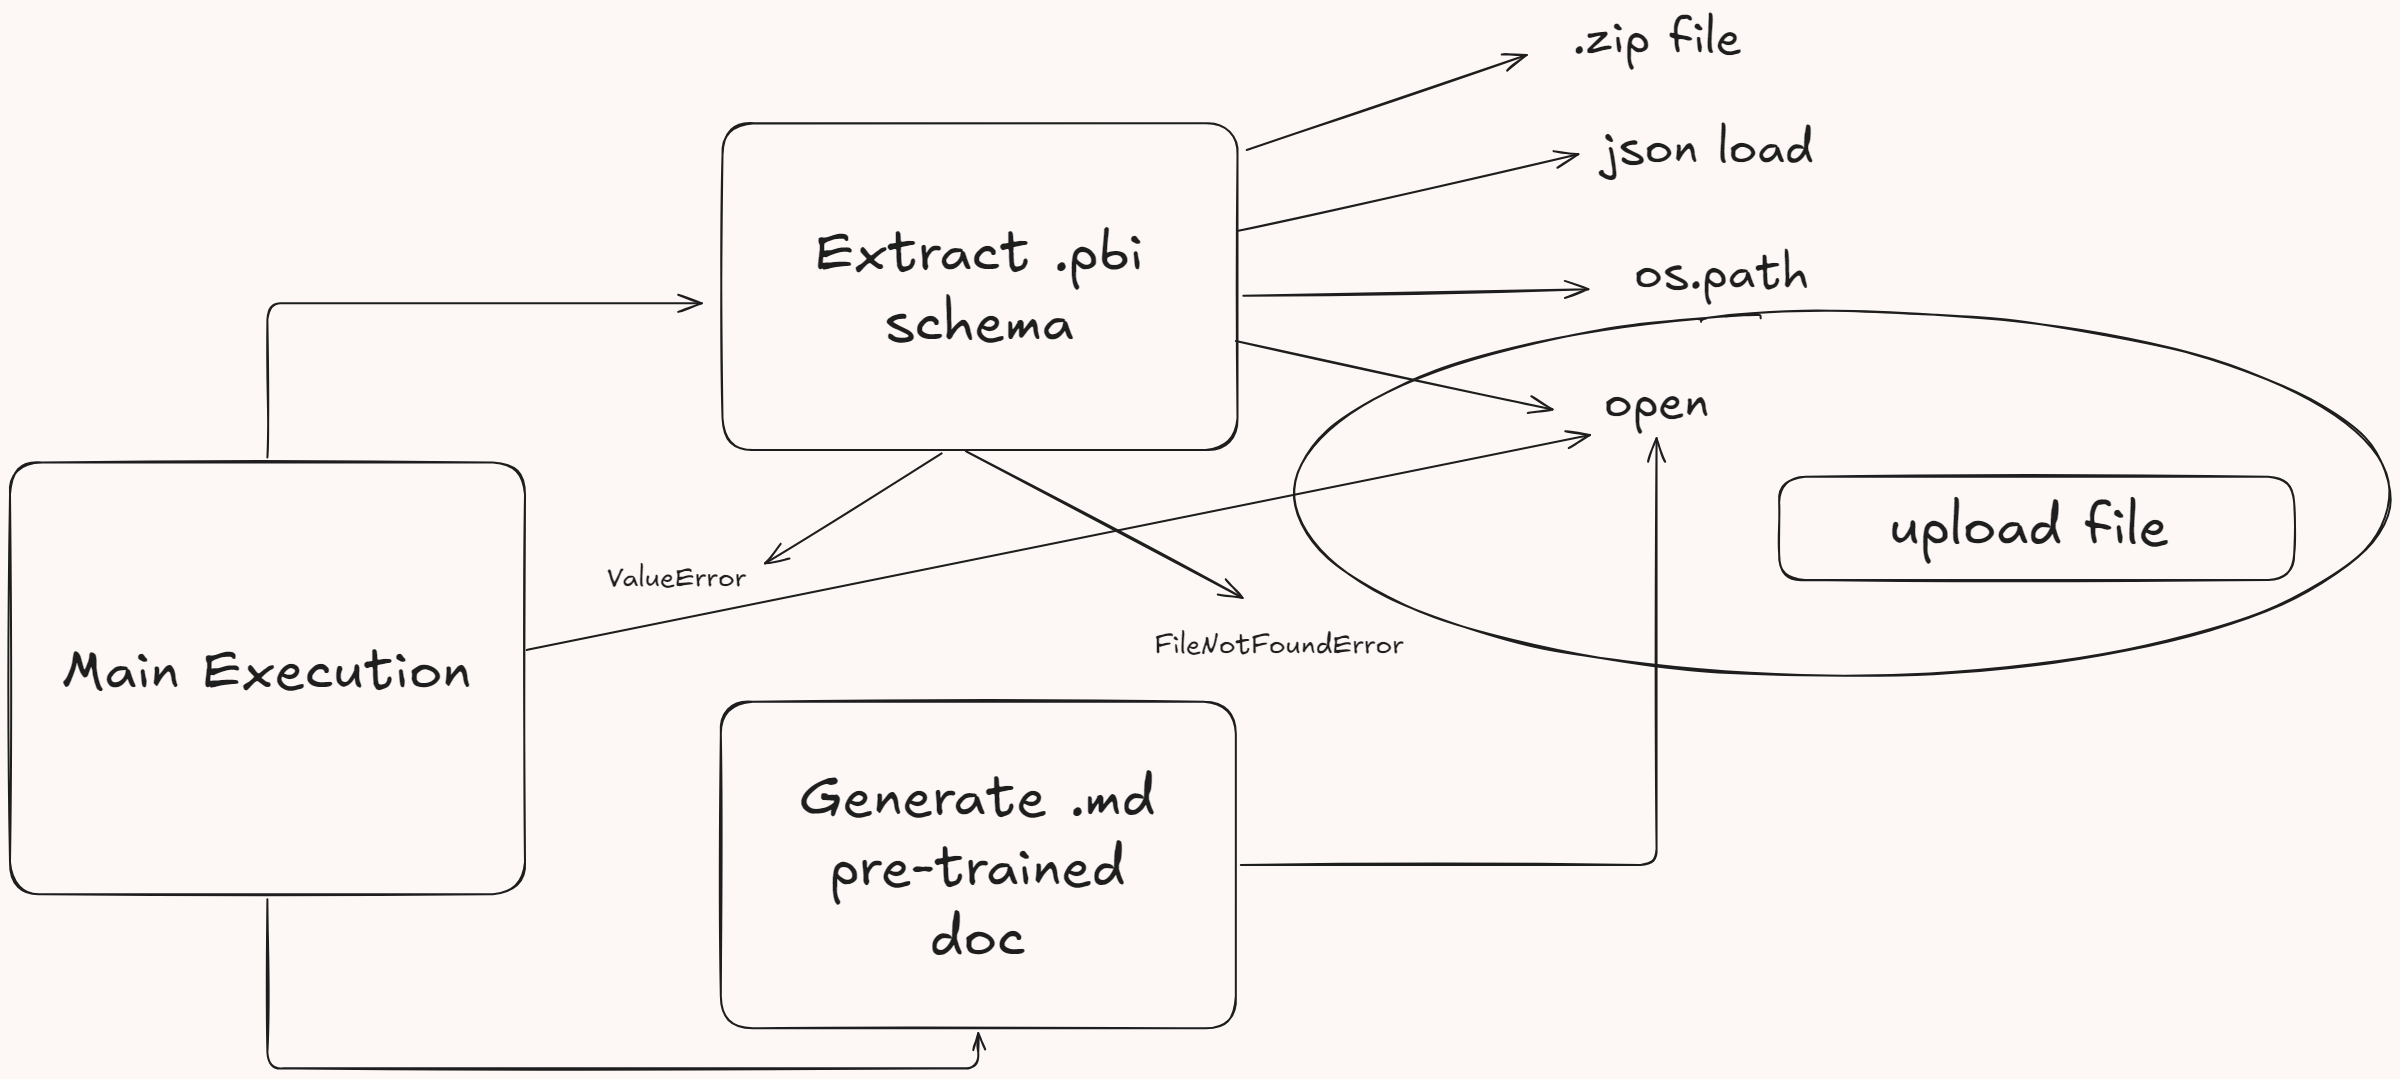 .zip file
json load
Extract .pbi
schema
os.path
open
upload file
ValueError
FileNotFoundError
Main Execution
Generate .md
pre-trained
doc